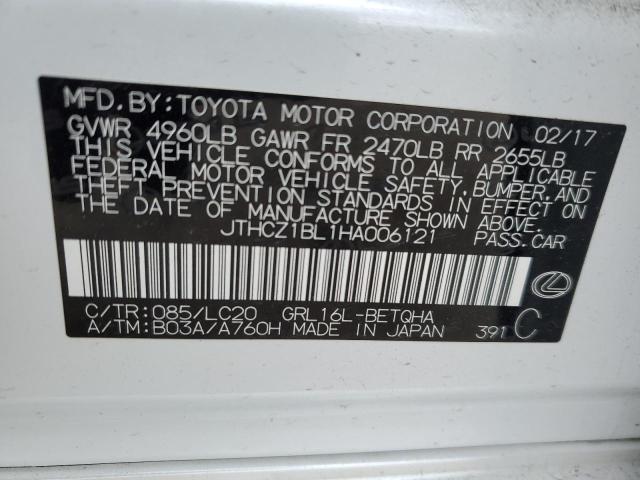 MFD. BY: TOYOTA MOTOR CORPORATION 02/17
GVWR 4960LB GAWR FR 2470LB RR 2655LB
THIS VEHICLE CONFORMS TO ALL APPLICABLE
FEDERAL MOTOR VEHICLE SAFETY, BUMPER, AND
THEFT PREVENTION STANDARDS IN EFFECT ON
THE DATE OF MANUFACTURE SHOWN ABOVE.
JTHCZ1BL1HA006121 PASS.CAR
C/TR: 085/LC20 GRL16L-BETQHA
A/TM: B03A/A760H MADE IN JAPAN 391 C